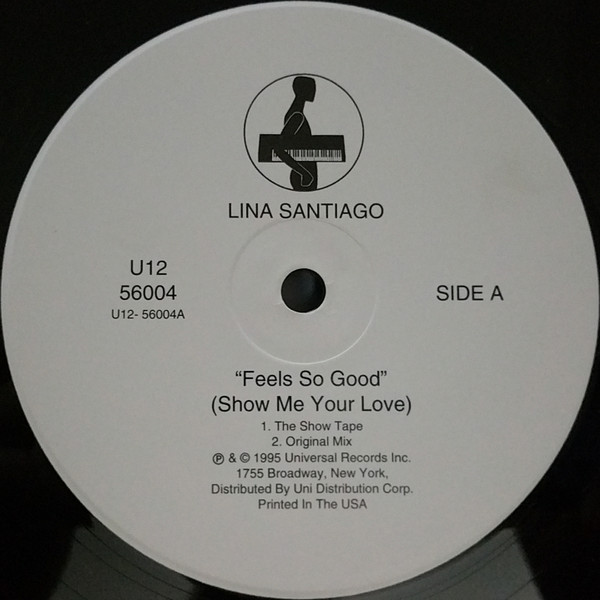 LINA SANTIAGO
U12
56004
U12- 56004A
SIDE A
“Feels So Good”
(Show Me Your Love)
1. The Show Tape
2. Original Mix
℗ & © 1995 Universal Records Inc.
1755 Broadway, New York,
Distributed By Uni Distribution Corp.
Printed In The USA